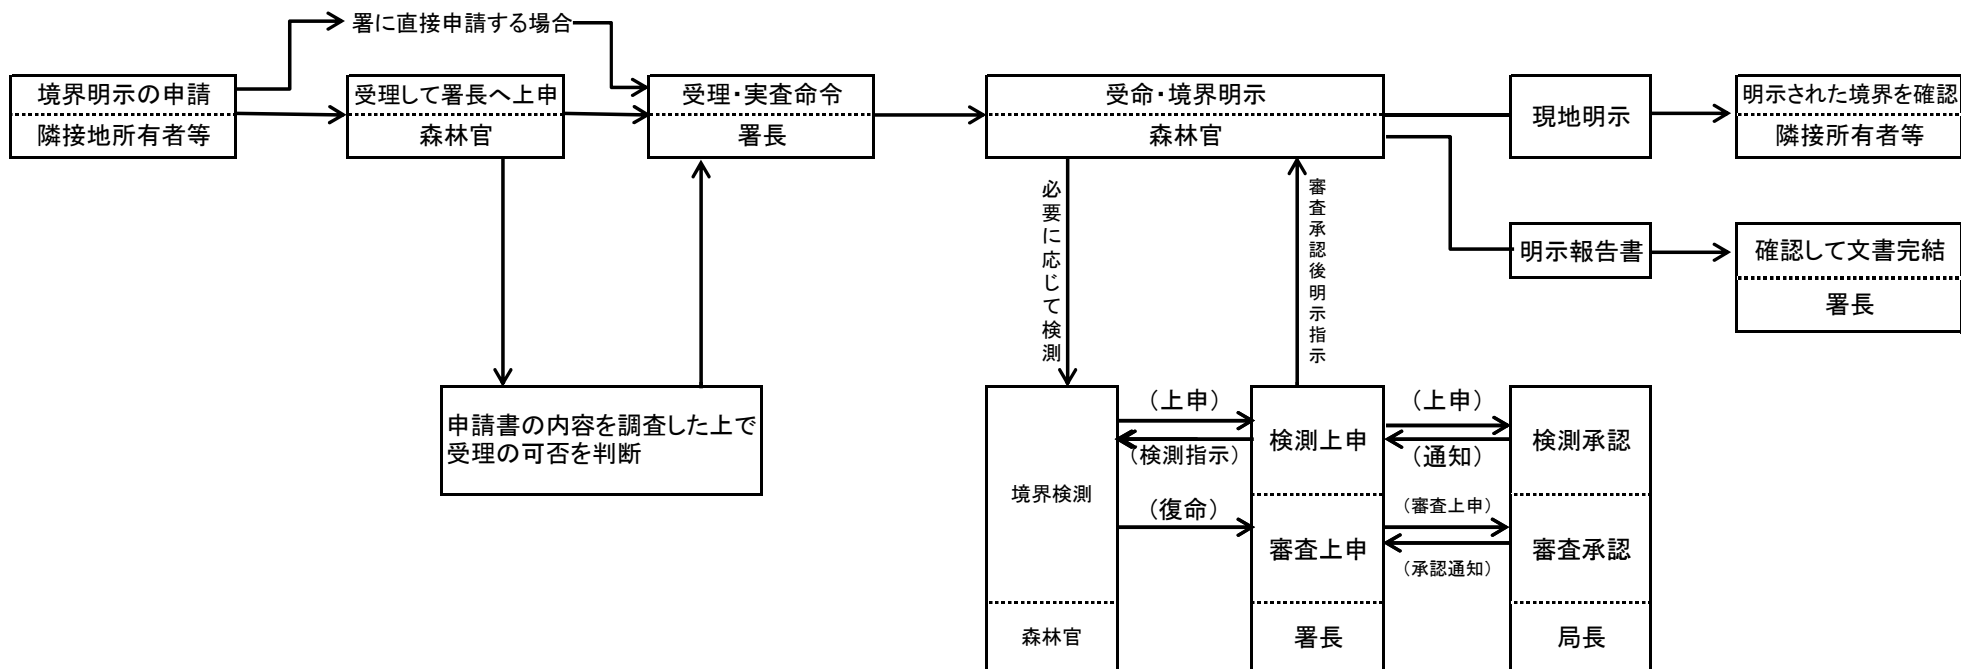 署に直接申請する場合
境界明示の申請
隣接地所有者等
受理して署長へ上申
森林官
受理・実査命令
署長
受命・境界明示
森林官
現地明示
明示された境界を確認
隣接所有者等
必要に応じて検測
審査承認後明示指示
明示報告書
確認して文書完結
署長
申請書の内容を調査した上で
受理の可否を判断
境界検測
森林官
（上申）
（検測指示）
（復命）
検測上申
審査上申
署長
（上申）
（通知）
（審査上申）
（承認通知）
検測承認
審査承認
局長